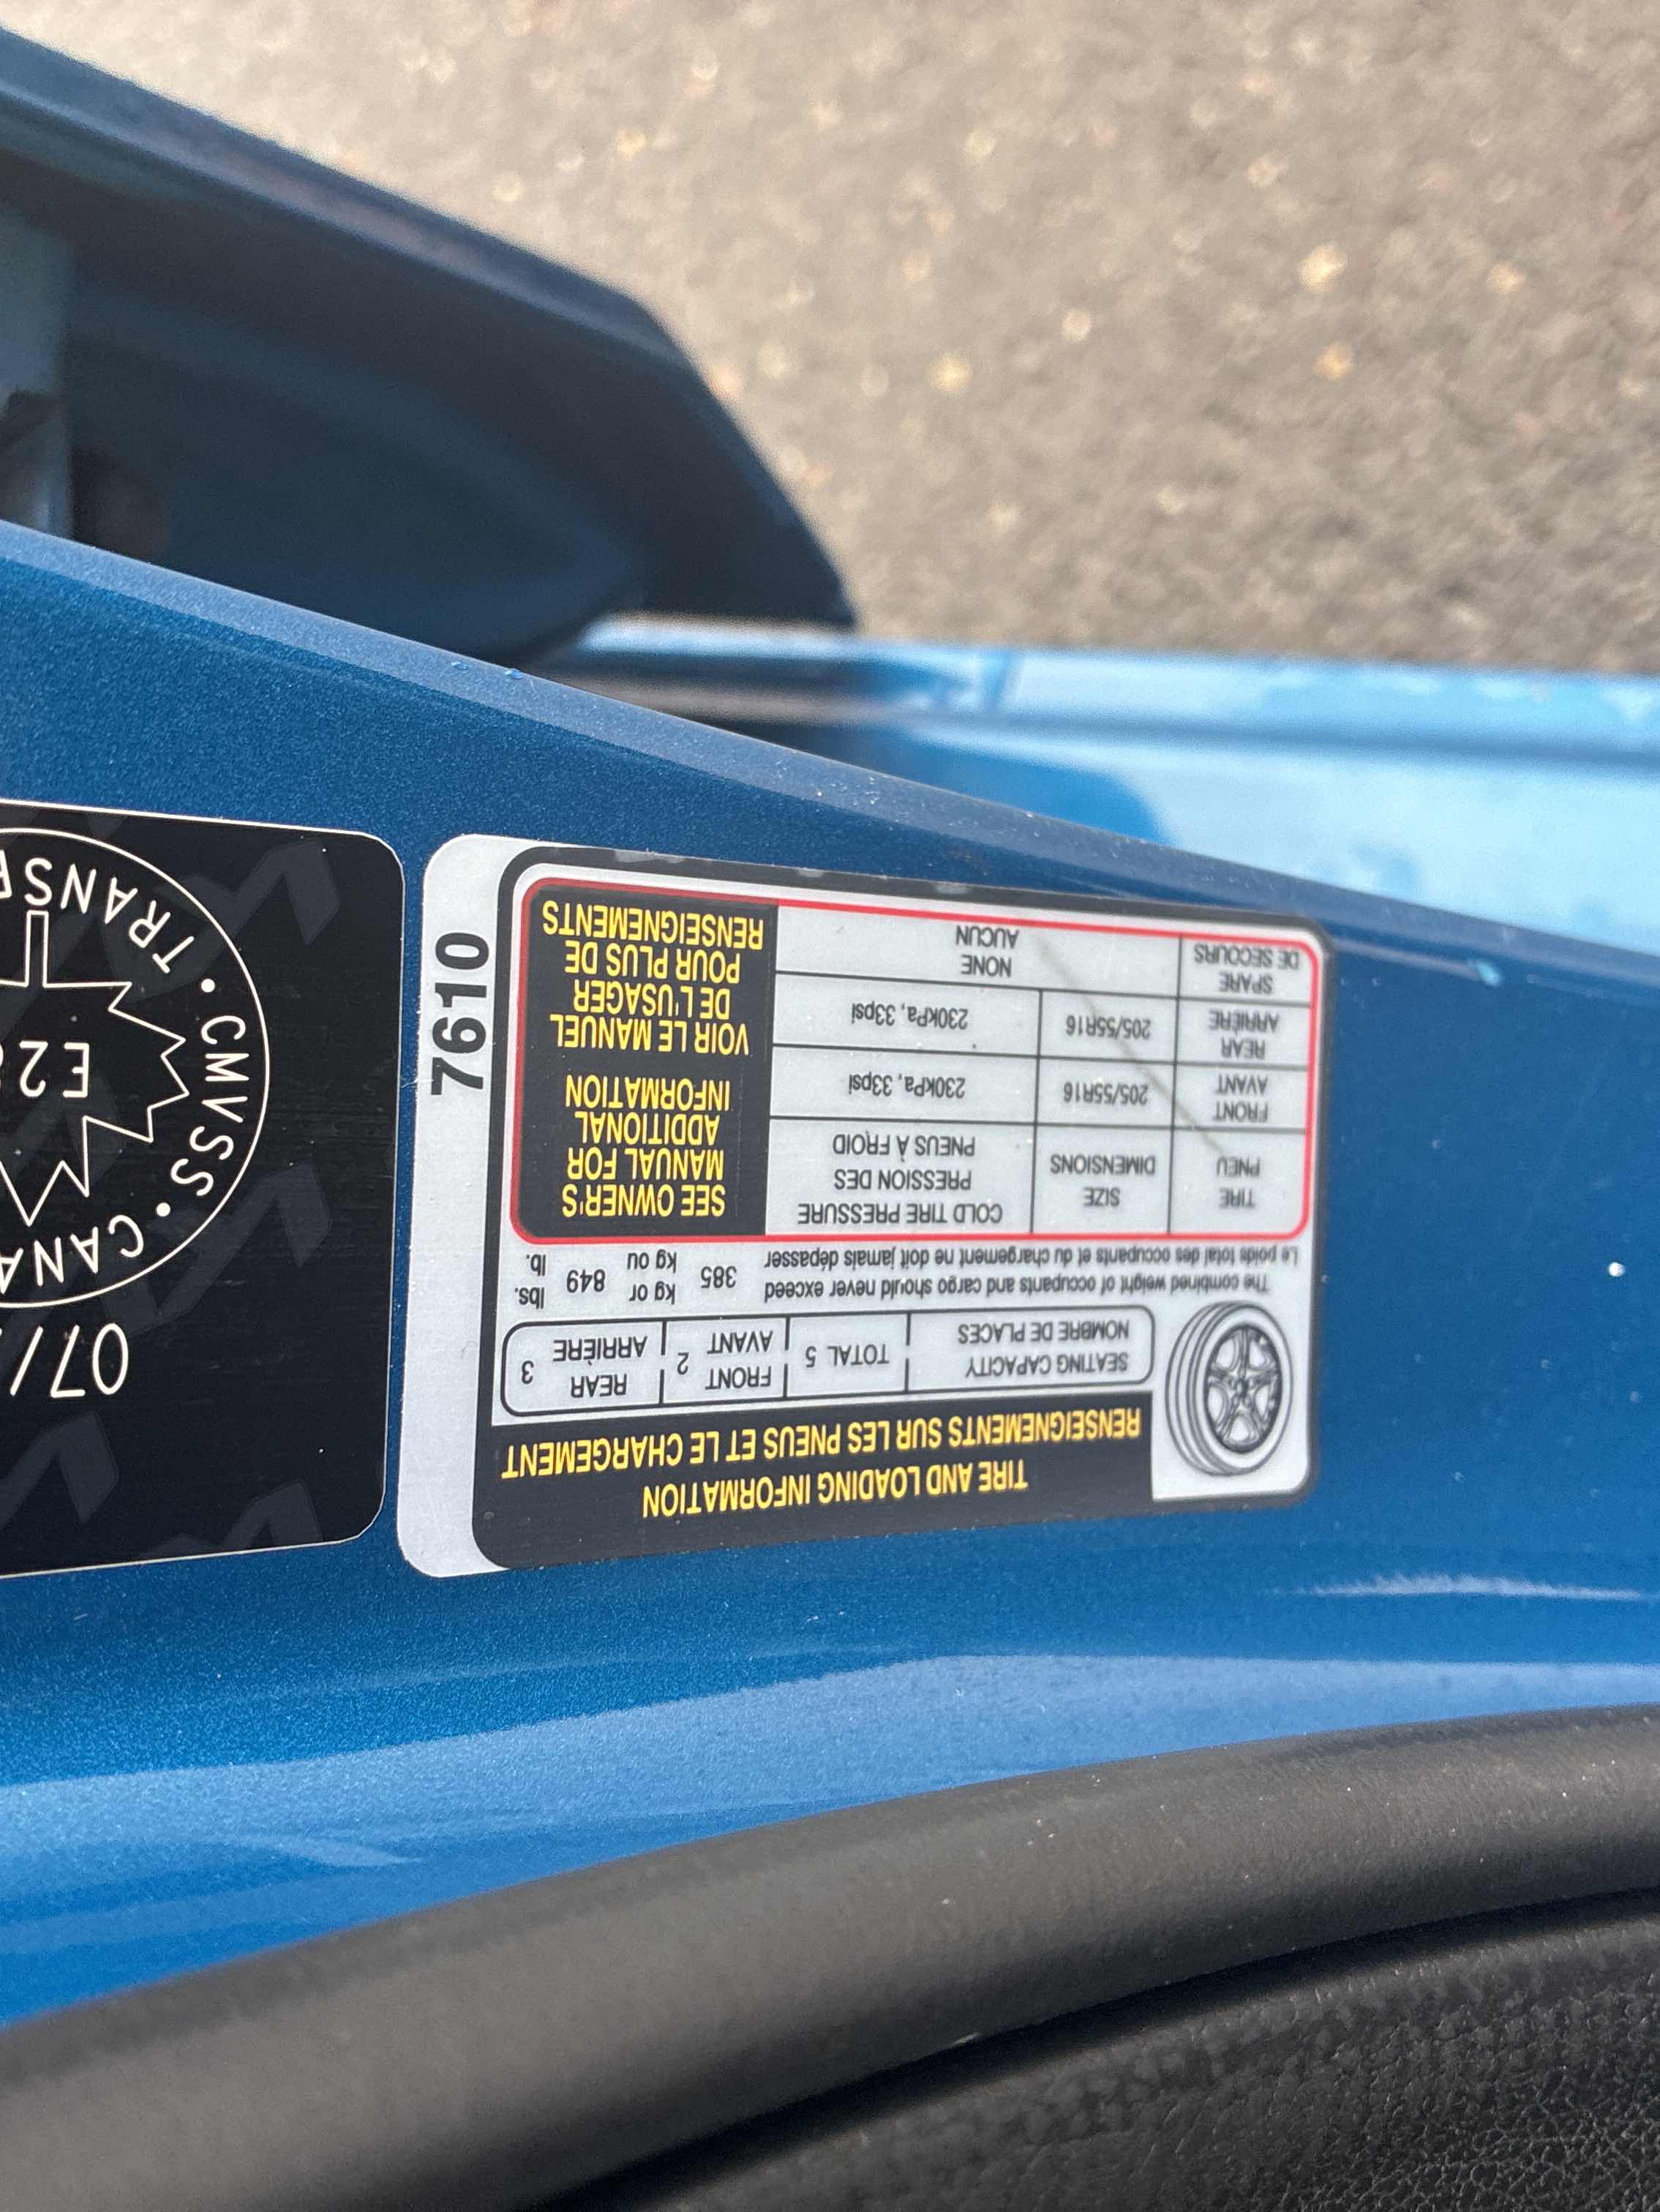 TIRE AND LOADING INFORMATION
RENSEIGNEMENTS SUR LES PNEUS ET LE CHARGEMENT
SEATING CAPACITY
NOMBRE DE PLACES
TOTAL 5
FRONT
AVANT
2
REAR
ARRIÈRE
3
The combined weight of occupants and cargo should never exceed 385 kg or 849 lbs.
Le poids total des occupants et du chargement ne doit jamais dépasser kg ou lb.
TIRE
PNEU
SIZE
DIMENSIONS
COLD TIRE PRESSURE
PRESSION DES
PNEUS À FROID
FRONT
AVANT
205/55R16
230kPa, 33psi
REAR
ARRIÈRE
205/55R16
230kPa, 33psi
SPARE
DE SECOURS
NONE
AUCUN
SEE OWNER'S
MANUAL FOR
ADDITIONAL
INFORMATION
VOIR LE MANUEL
DE L'USAGER
POUR PLUS DE
RENSEIGNEMENTS
7610
07/
CMVSS